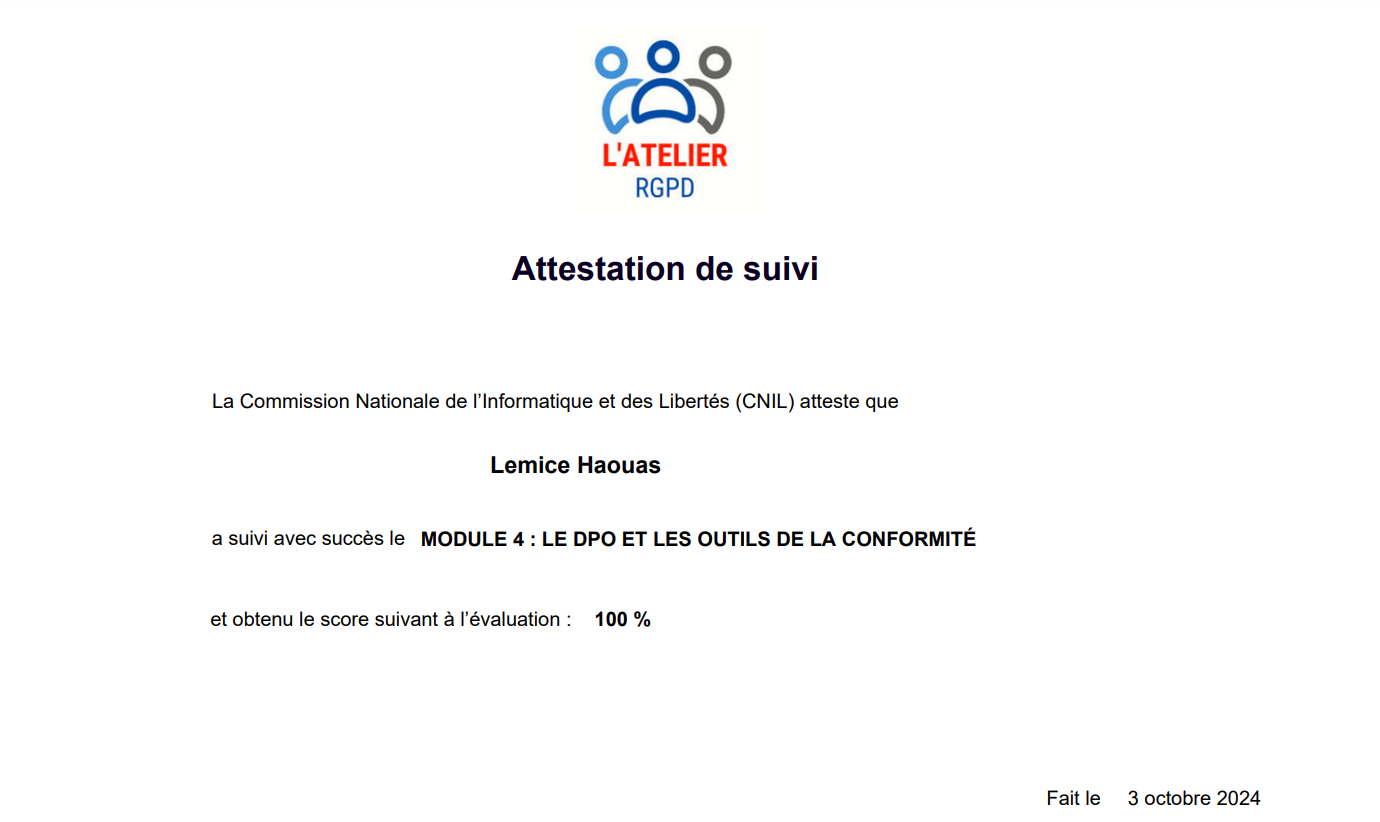 L'ATELIER
RGPD
Attestation de suivi
La Commission Nationale de l’Informatique et des Libertés (CNIL) atteste que
Lemice Haouas
a suivi avec succès le MODULE 4 : LE DPO ET LES OUTILS DE LA CONFORMITÉ
et obtenu le score suivant à l’évaluation : 100 %
Fait le 3 octobre 2024